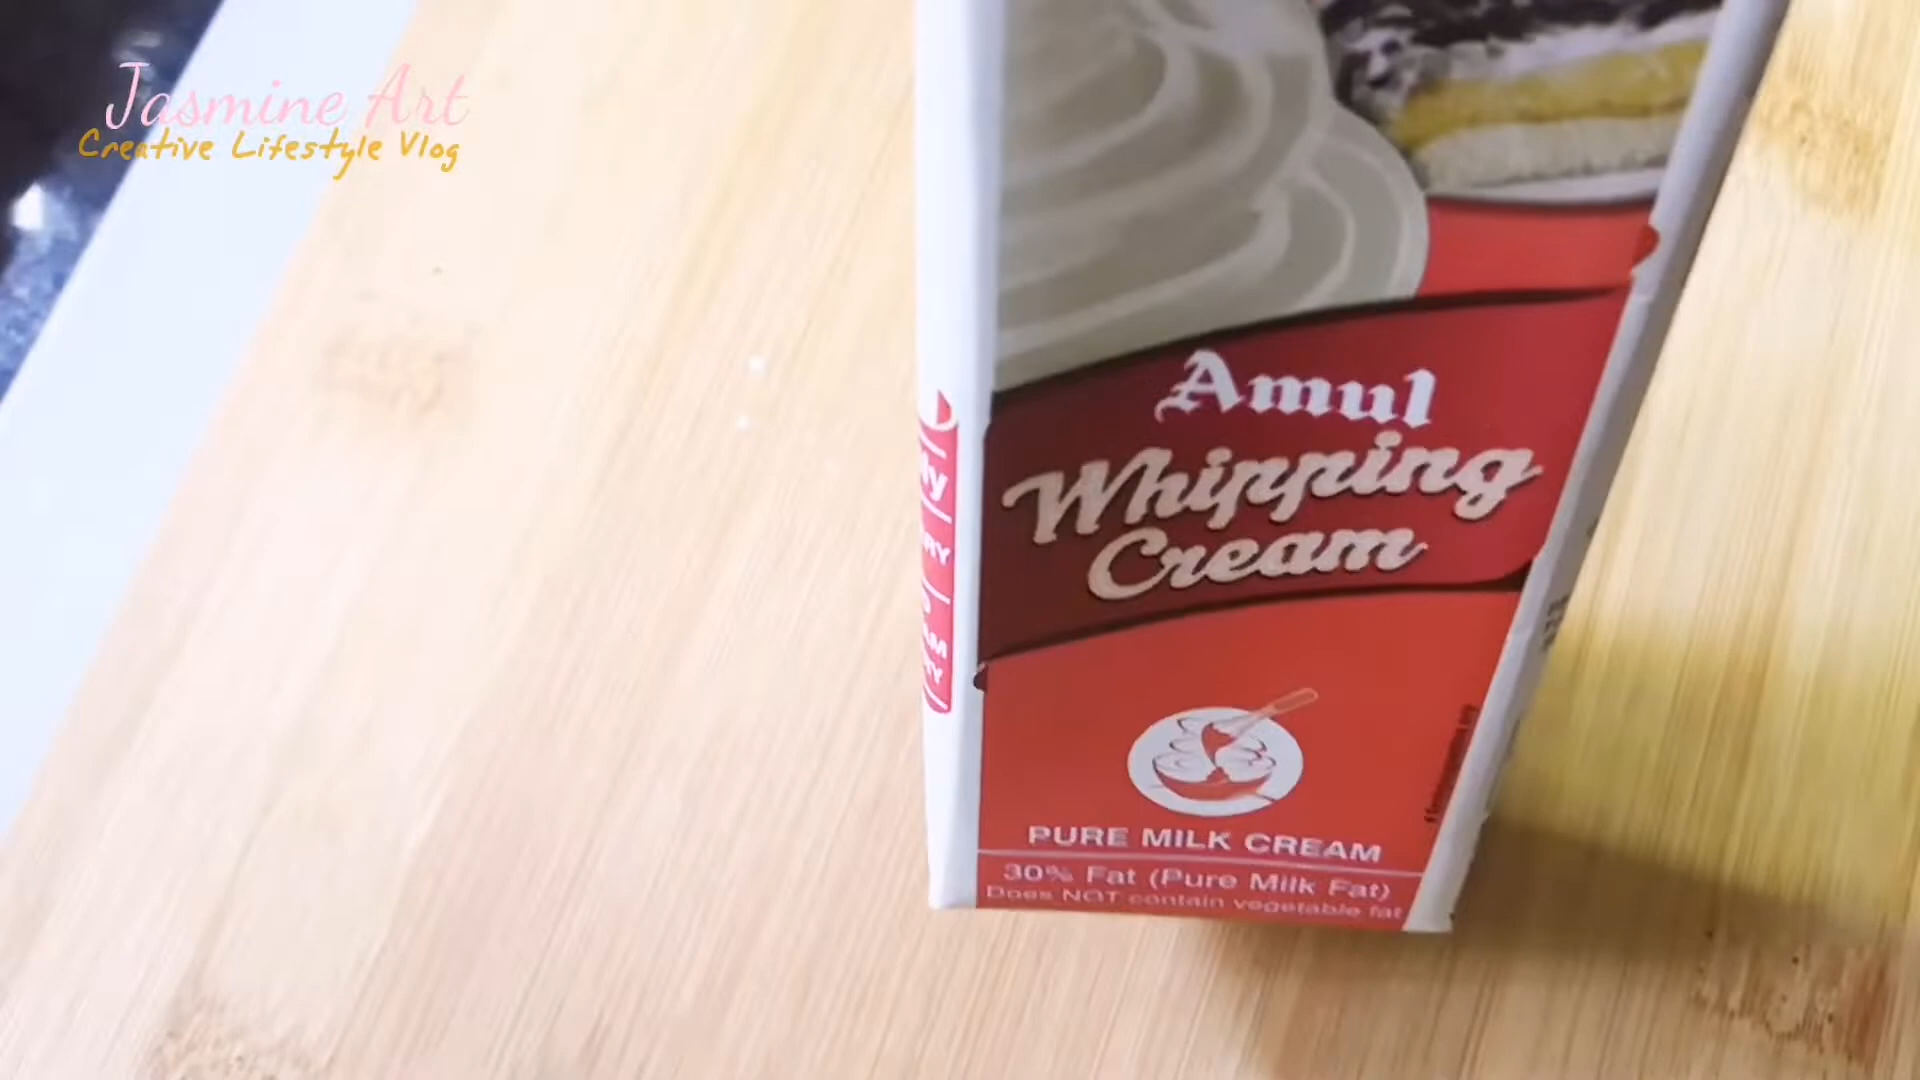 Jasmine Art
Creative Lifestyle Vlog
Amul
Whipping
Cream
PURE MILK CREAM
30% Fat (Pure Milk Fat)
Does NOT contain vegetable fat